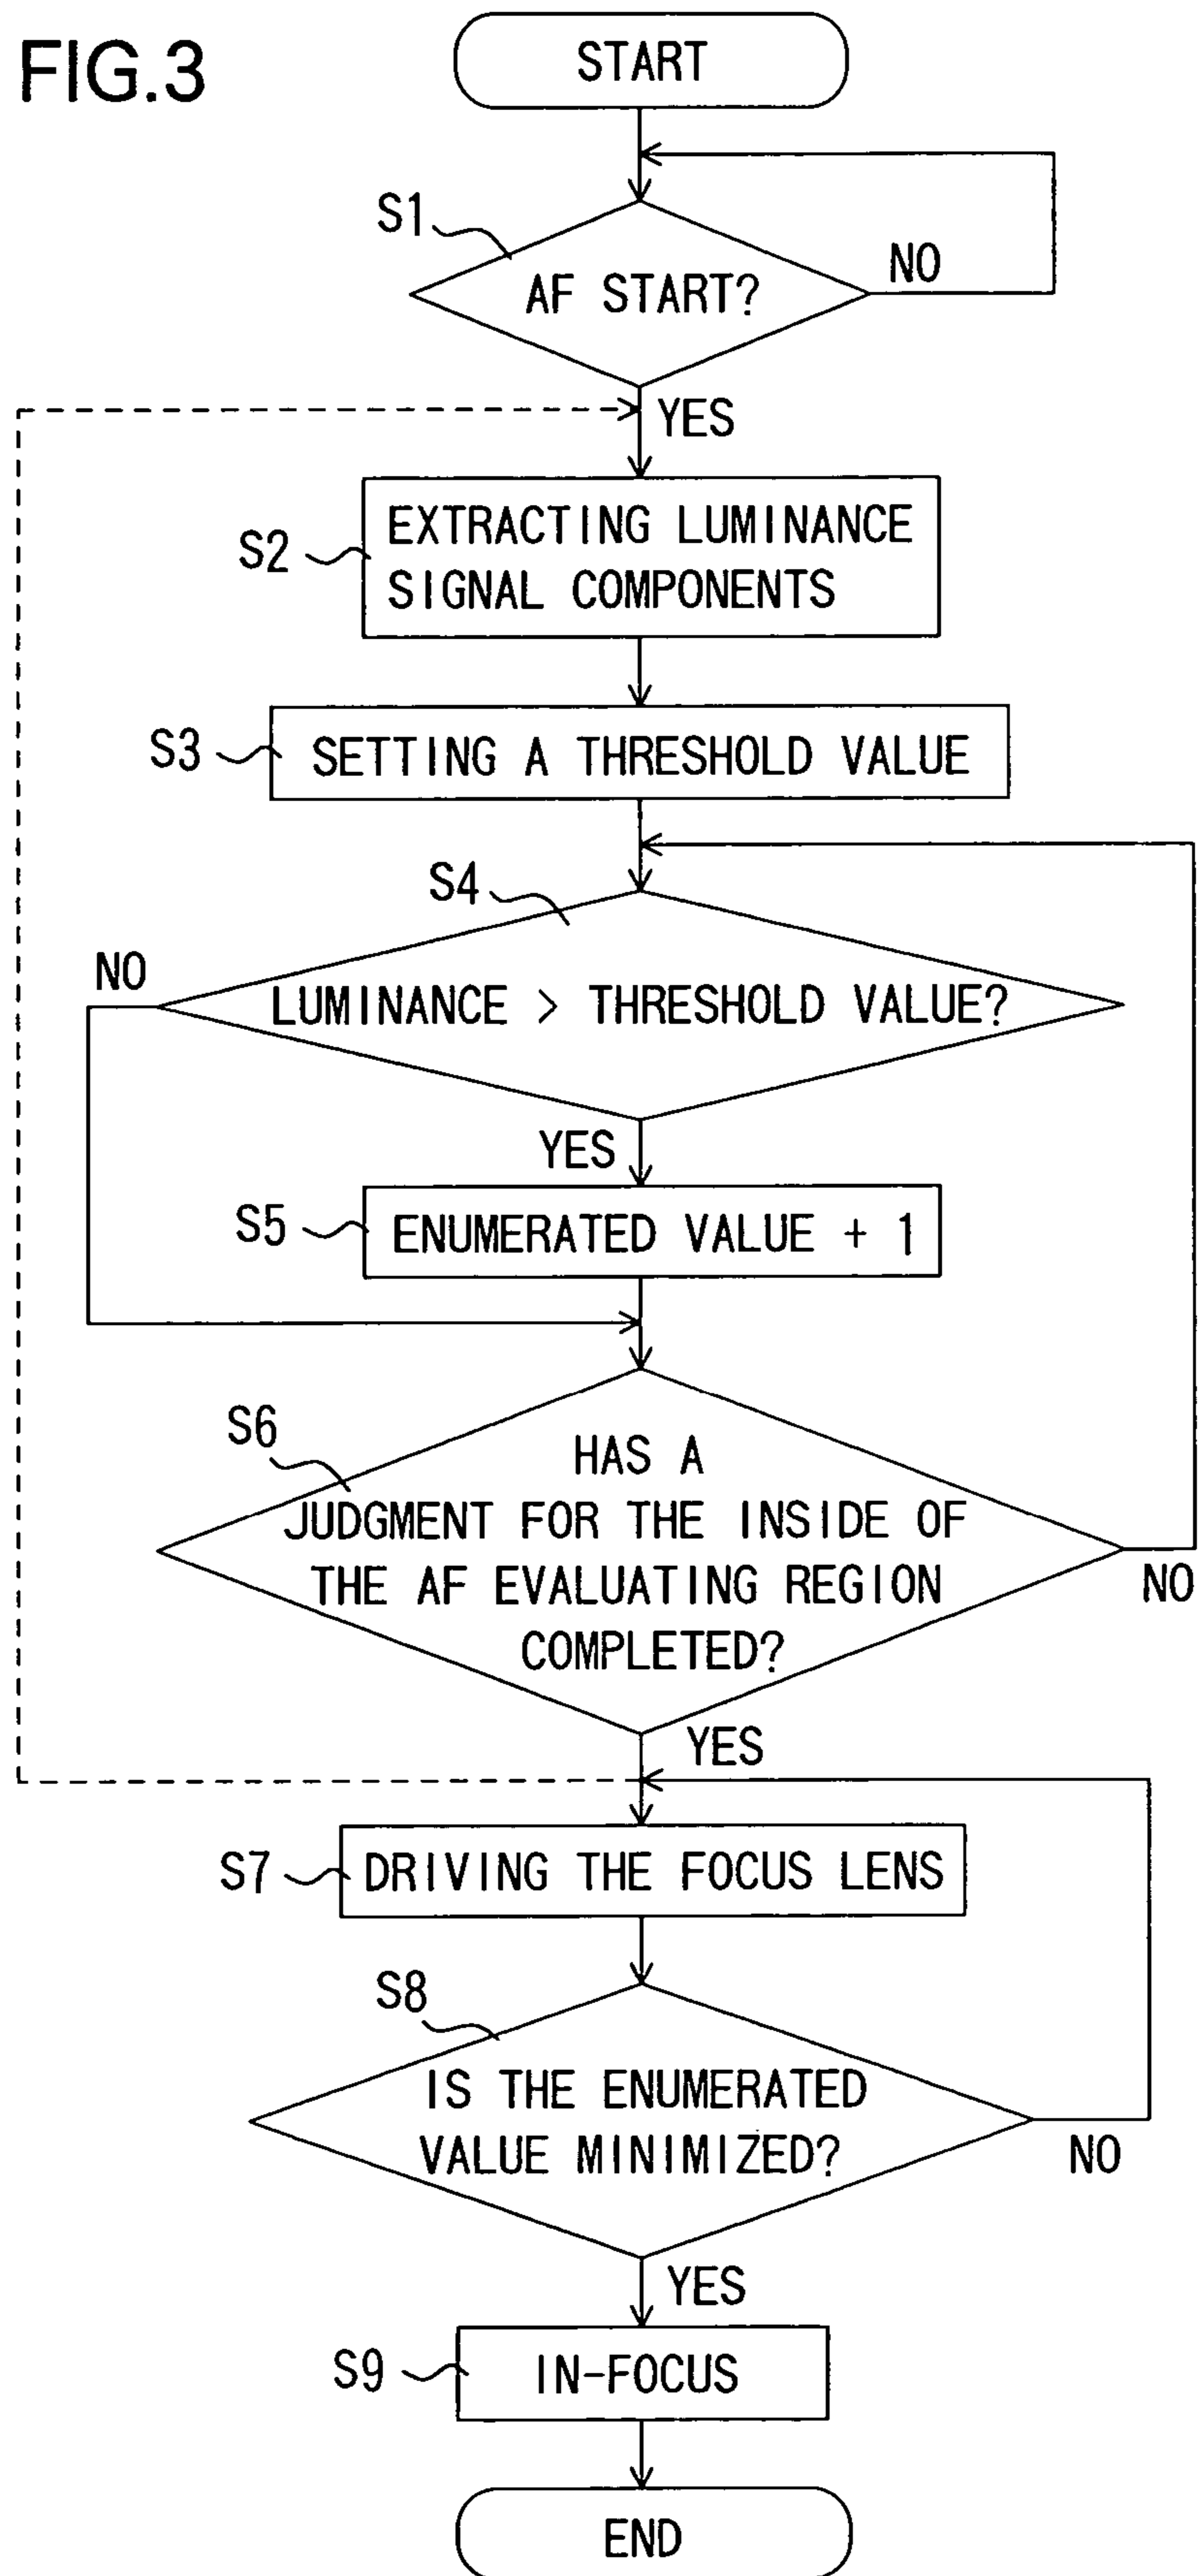 FIG.3
START
S1
AF START?
NO
YES
S2
EXTRACTING LUMINANCE
SIGNAL COMPONENTS
S3
SETTING A THRESHOLD VALUE
S4
NO
LUMINANCE > THRESHOLD VALUE?
YES
S5
ENUMERATED VALUE + 1
S6
HAS A
JUDGMENT FOR THE INSIDE OF
THE AF EVALUATING REGION
COMPLETED?
NO
YES
S7
DRIVING THE FOCUS LENS
S8
IS THE ENUMERATED
VALUE MINIMIZED?
NO
YES
S9
IN-FOCUS
END